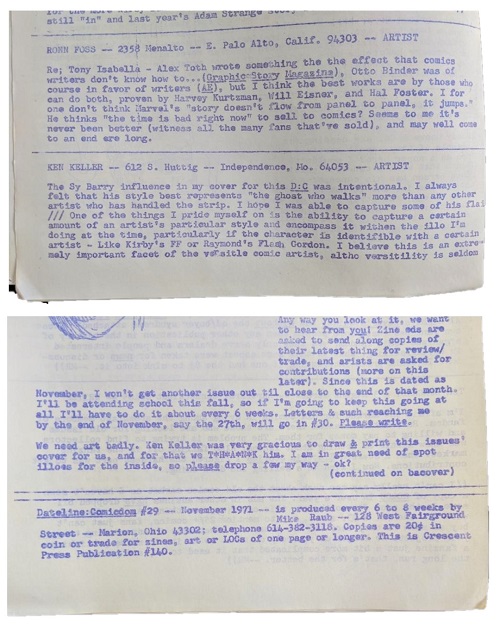 still "in" and last year's Adam Strange
RONN FOSS -- 2358 Menalto -- E. Palo Alto, Calif. 94303 -- ARTIST
Re; Tony Isabella - Alex Toth wrote something the the effect that comics
writers don't know how to...(Graphic Story Magazine), Otto Binder was of
course in favor of writers (AE), but I think the best works are by those who
can do both, proven by Harvey Kurtzman, Will Eisner, and Hal Foster. I for
one don't think Marvel's "story doesn't flow from panel to panel, it jumps."
He thinks "the time is bad right now" to sell to comics? Seems to me it's
never been better (witness all the many fans that've sold), and may well come
to an end are long.
KEN KELLER -- 612 S. Huttig -- Independence, Mo. 64053 -- ARTIST
The Sy Barry influence in my cover for this D:C was intentional. I always
felt that his style best represents "the ghost who walks" more than any other
artist who has handled the strip. I hope I was able to capture some of his flai
/// One of the things I pride myself on is the ability to capture a certain
amount of an artist's particular style and encompass it withen the illo I'm
doing at the time, particularly if the character is identifible with a certain
artist - Like Kirby's FF or Raymond's Flash Gordon. I believe this is an extre-
mely important facet of the versitile comic artist, altho versitility is seldom
Any way you look at it, we want
to hear from you! Zine eds are
asked to send along copies of
their latest thing for review/
trade, and arists are asked for
contributions (more on this
later). Since this is dated as
November, I won't get another issue out til close to the end of that month.
I'll be attending school this fall, so if I'm going to keep this going at
all I'll have to do it about every 6 weeks. Letters & such reaching me
by the end of November, say the 27th, will go in #30. Please write.
We need art badly. Ken Keller was very gracious to draw & print this issues'
cover for us, and for that we T*H*A*N*K him. I am in great need of spot
illoes for the inside, so please drop a few my way - ok?
(continued on bacover)
Dateline:Comicdom #29 -- November 1971 -- is produced every 6 to 8 weeks by
Mike Raub -- 128 West Fairground
Street -- Marion, Ohio 43302; telephone 614-382-3118. Copies are 20¢ in
coin or trade for zines, art or LOCs of one page or longer. This is Crescent
Press Publication #140.